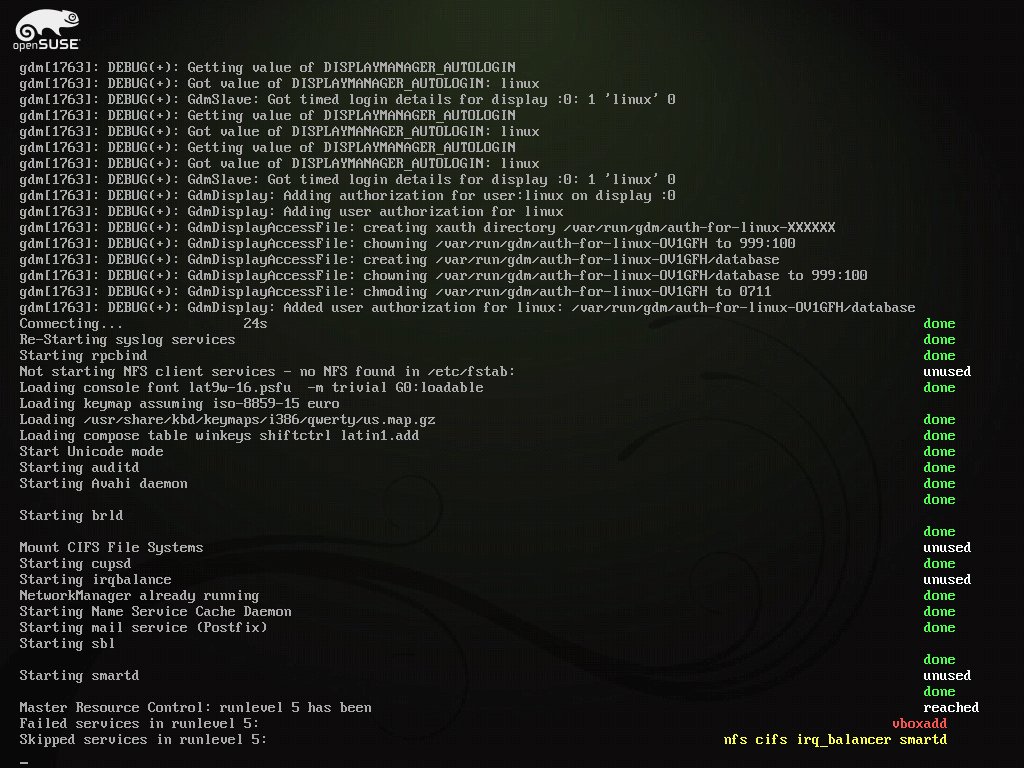 openSUSE
gdm[1763]: DEBUG(+): Getting value of DISPLAYMANAGER_AUTOLOGIN
gdm[1763]: DEBUG(+): Got value of DISPLAYMANAGER_AUTOLOGIN: linux
gdm[1763]: DEBUG(+): GdmSlave: Got timed login details for display :0: 1 'linux' 0
gdm[1763]: DEBUG(+): Getting value of DISPLAYMANAGER_AUTOLOGIN
gdm[1763]: DEBUG(+): Got value of DISPLAYMANAGER_AUTOLOGIN: linux
gdm[1763]: DEBUG(+): Getting value of DISPLAYMANAGER_AUTOLOGIN
gdm[1763]: DEBUG(+): Got value of DISPLAYMANAGER_AUTOLOGIN: linux
gdm[1763]: DEBUG(+): GdmSlave: Got timed login details for display :0: 1 'linux' 0
gdm[1763]: DEBUG(+): GdmDisplay: Adding authorization for user:linux on display :0
gdm[1763]: DEBUG(+): GdmDisplay: Adding user authorization for linux
gdm[1763]: DEBUG(+): GdmDisplayAccessFile: creating xauth directory /var/run/gdm/auth-for-linux-XXXXXX
gdm[1763]: DEBUG(+): GdmDisplayAccessFile: chowning /var/run/gdm/auth-for-linux-OV1GFH to 999:100
gdm[1763]: DEBUG(+): GdmDisplayAccessFile: creating /var/run/gdm/auth-for-linux-OV1GFH/database
gdm[1763]: DEBUG(+): GdmDisplayAccessFile: chowning /var/run/gdm/auth-for-linux-OV1GFH/database to 999:100
gdm[1763]: DEBUG(+): GdmDisplayAccessFile: chmoding /var/run/gdm/auth-for-linux-OV1GFH to 0711
gdm[1763]: DEBUG(+): GdmDisplay: Added user authorization for linux: /var/run/gdm/auth-for-linux-OV1GFH/database
Connecting... 24s done
Re-Starting syslog services done
Starting rpcbind done
Not starting NFS client services - no NFS found in /etc/fstab: unused
Loading console font lat9w-16.psfu -m trivial G0:loadable done
Loading keymap assuming iso-8859-15 euro
Loading /usr/share/kbd/keymaps/i386/qwerty/us.map.gz done
Loading compose table winkeys shiftctrl latin1.add done
Start Unicode mode done
Starting auditd done
Starting Avahi daemon done
done
Starting brld
done
Mount CIFS File Systems unused
Starting cupsd done
Starting irqbalance unused
NetworkManager already running done
Starting Name Service Cache Daemon done
Starting mail service (Postfix) done
Starting sbl
done
Starting smartd unused
done
Master Resource Control: runlevel 5 has been reached
Failed services in runlevel 5: vboxadd
Skipped services in runlevel 5: nfs cifs irq_balancer smartd
_